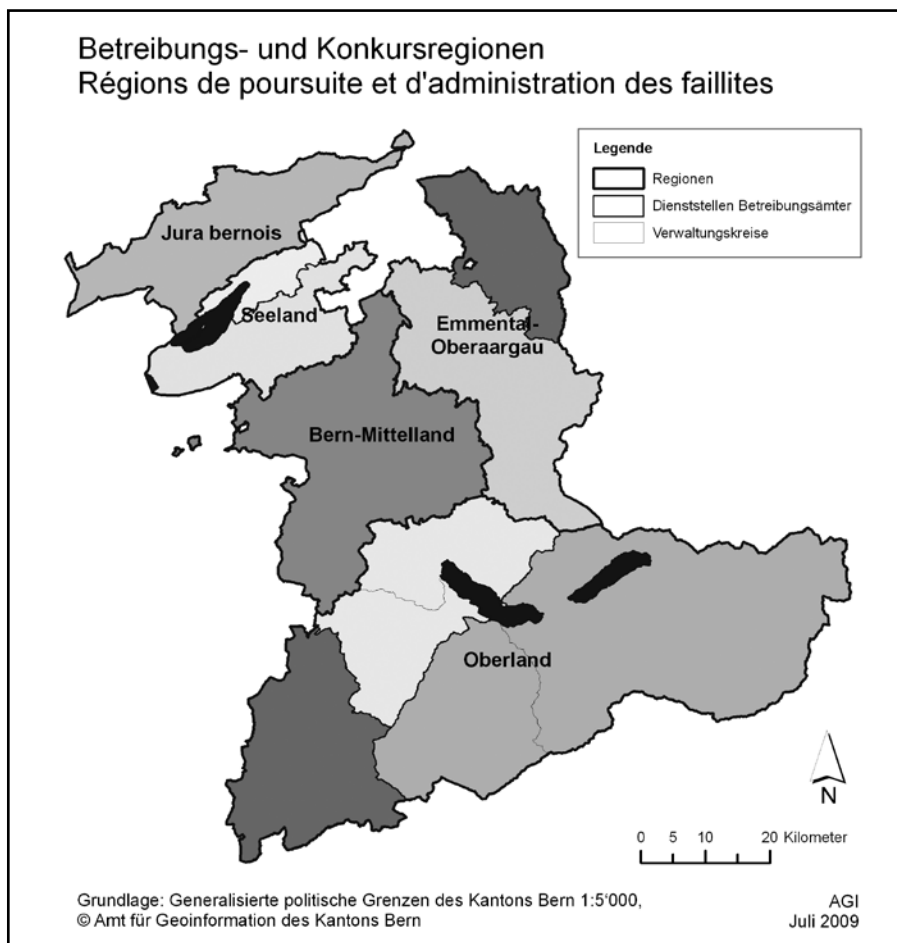 Betreibungs- und Konkursregionen
Régions de poursuite et d'administration des faillites
Legende
Regionen
Dienststellen Betreibungsämter
Verwaltungskreise
Jura bernois
Seeland
Emmental-
Oberaargau
Bern-Mittelland
Oberland
N
0 5 10 20 Kilometer
Grundlage: Generalisierte politische Grenzen des Kantons Bern 1:5'000,
© Amt für Geoinformation des Kantons Bern
AGI
Juli 2009